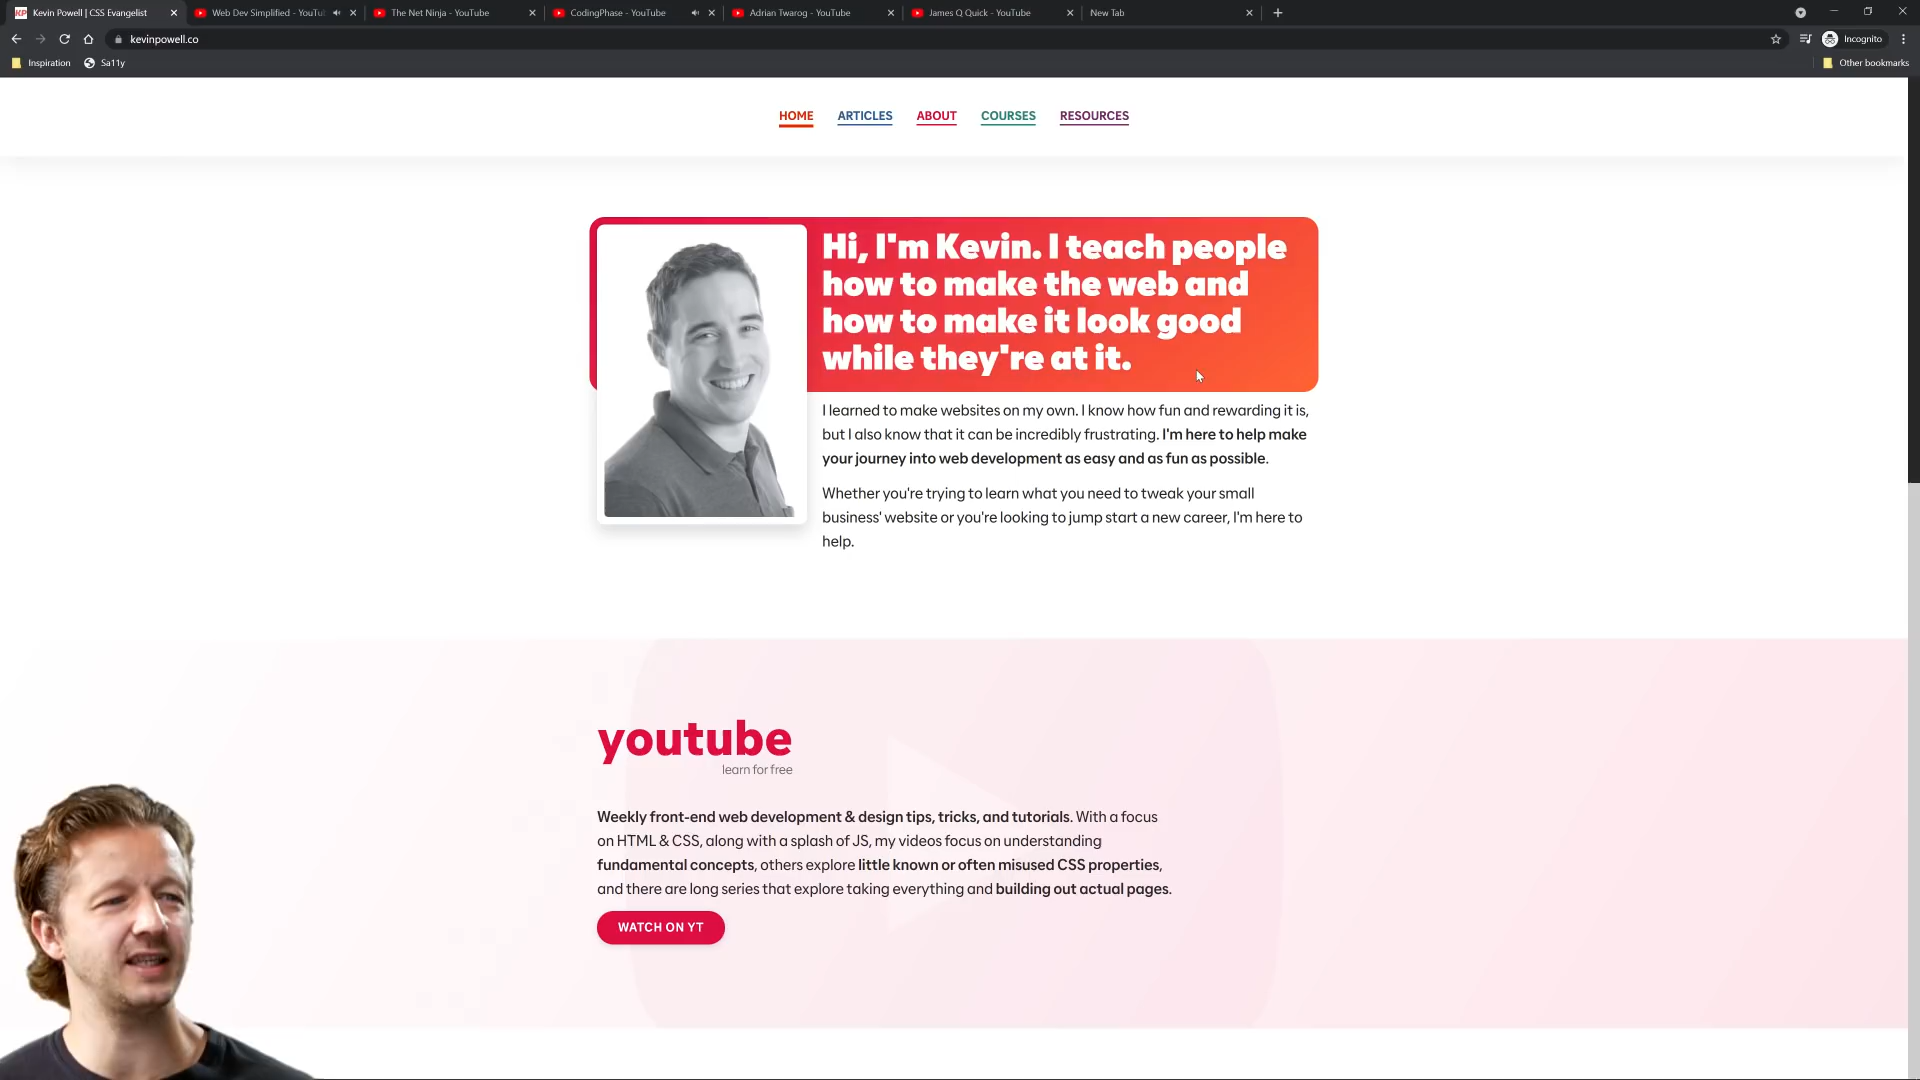 KP Kevin Powell | CSS Evangelist
Web Dev Simplified - YouTu
The Net Ninja - YouTube
CodingPhase - YouTube
Adrian Twarog - YouTube
James Q Quick - YouTube
New Tab
kevinpowell.co
Incognito
Inspiration
Sa11y
Other bookmarks
HOME
ARTICLES
ABOUT
COURSES
RESOURCES
Hi, I'm Kevin. I teach people
how to make the web and
how to make it look good
while they're at it.
I learned to make websites on my own. I know how fun and rewarding it is,
but I also know that it can be incredibly frustrating. I'm here to help make
your journey into web development as easy and as fun as possible.
Whether you're trying to learn what you need to tweak your small
business' website or you're looking to jump start a new career, I'm here to
help.
youtube
learn for free
Weekly front-end web development & design tips, tricks, and tutorials. With a focus
on HTML & CSS, along with a splash of JS, my videos focus on understanding
fundamental concepts, others explore little known or often misused CSS properties,
and there are long series that explore taking everything and building out actual pages.
WATCH ON YT